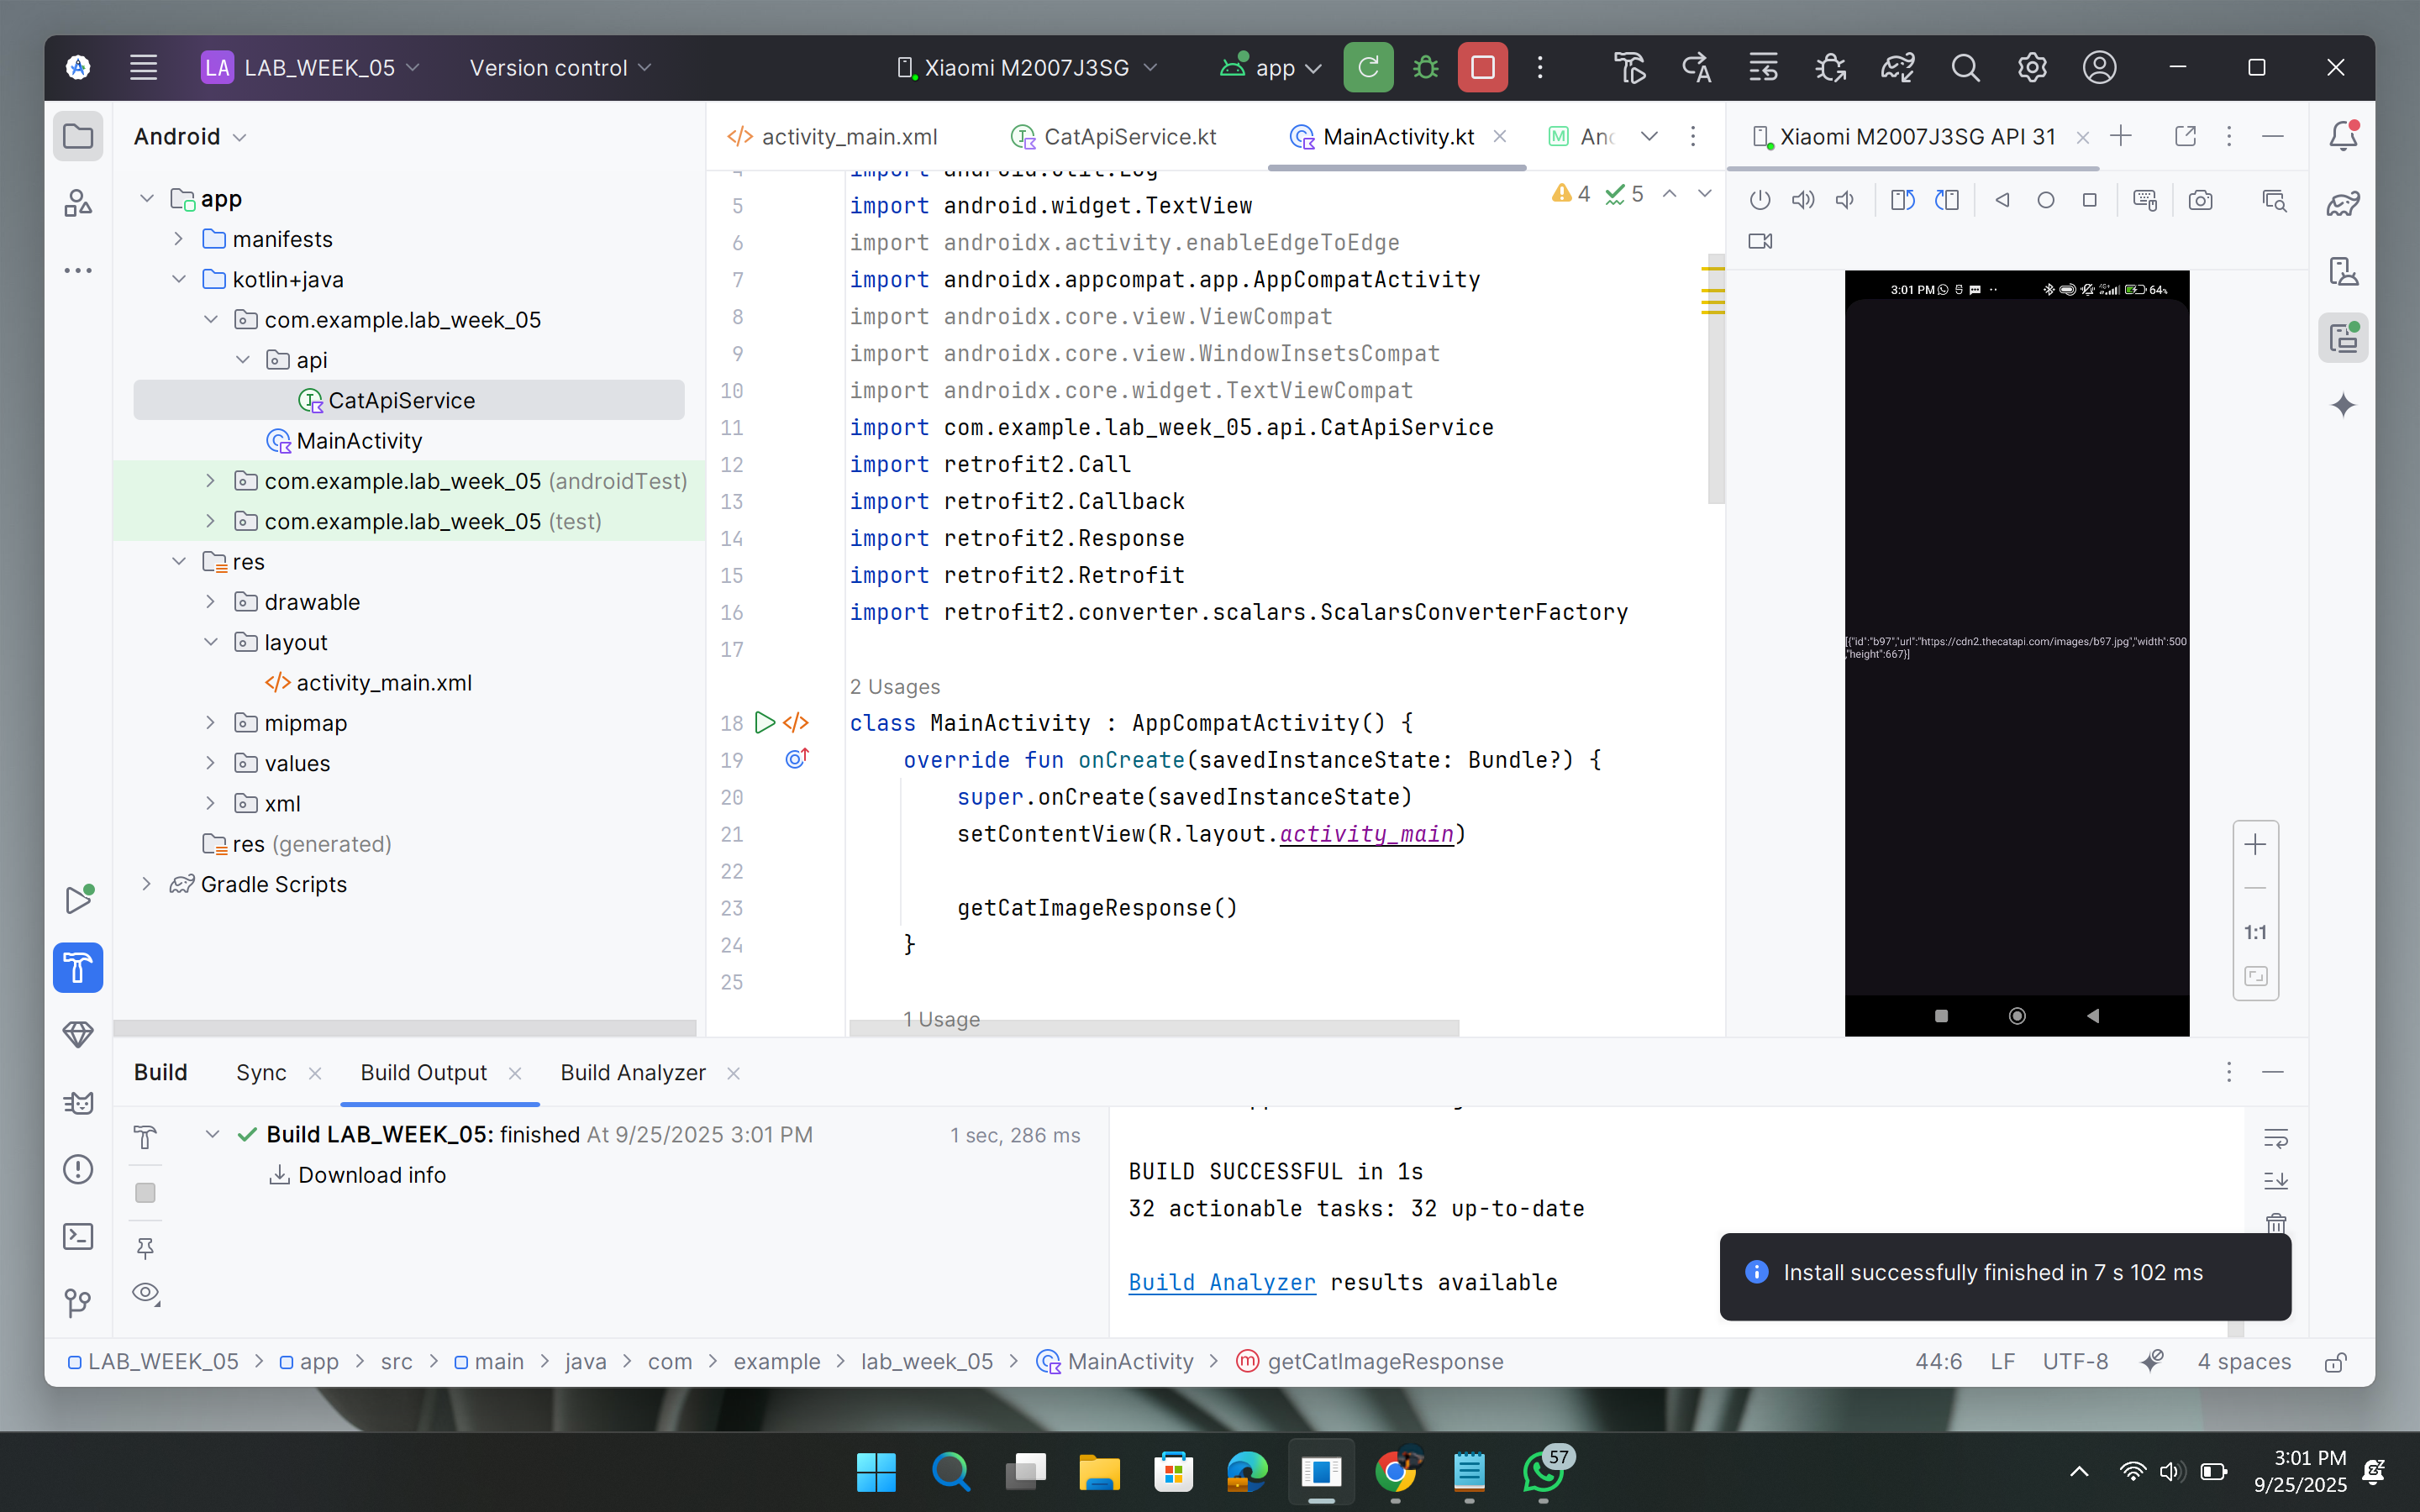 LA LAB_WEEK_05
Version control
Xiaomi M2007J3SG
app
Android
activity_main.xml
CatApiService.kt
MainActivity.kt
Xiaomi M2007J3SG API 31
app
manifests
kotlin+java
com.example.lab_week_05
api
CatApiService
MainActivity
com.example.lab_week_05 (androidTest)
com.example.lab_week_05 (test)
res
drawable
layout
activity_main.xml
mipmap
values
xml
res (generated)
Gradle Scripts
4 5
import android.util.Log
5 import android.widget.TextView
6 import androidx.activity.enableEdgeToEdge
7 import androidx.appcompat.app.AppCompatActivity
8 import androidx.core.view.ViewCompat
9 import androidx.core.view.WindowInsetsCompat
10 import androidx.core.widget.TextViewCompat
11 import com.example.lab_week_05.api.CatApiService
12 import retrofit2.Call
13 import retrofit2.Callback
14 import retrofit2.Response
15 import retrofit2.Retrofit
16 import retrofit2.converter.scalars.ScalarsConverterFactory
17
2 Usages
18 class MainActivity : AppCompatActivity() {
19 override fun onCreate(savedInstanceState: Bundle?) {
20 super.onCreate(savedInstanceState)
21 setContentView(R.layout.activity_main)
22
23 getCatImageResponse()
24 }
25
1 Usage
3:01 PM 64%
[{"id":"b97","url":"https://cdn2.thecatapi.com/images/b97.jpg","width":500
,"height":667}]
1:1
Build
Sync
Build Output
Build Analyzer
Build LAB_WEEK_05: finished At 9/25/2025 3:01 PM 1 sec, 286 ms
Download info
BUILD SUCCESSFUL in 1s
32 actionable tasks: 32 up-to-date
Build Analyzer results available
Install successfully finished in 7 s 102 ms
LAB_WEEK_05 > app > src > main > java > com > example > lab_week_05 > MainActivity > getCatImageResponse
44:6 LF UTF-8 4 spaces
57
3:01 PM
9/25/2025